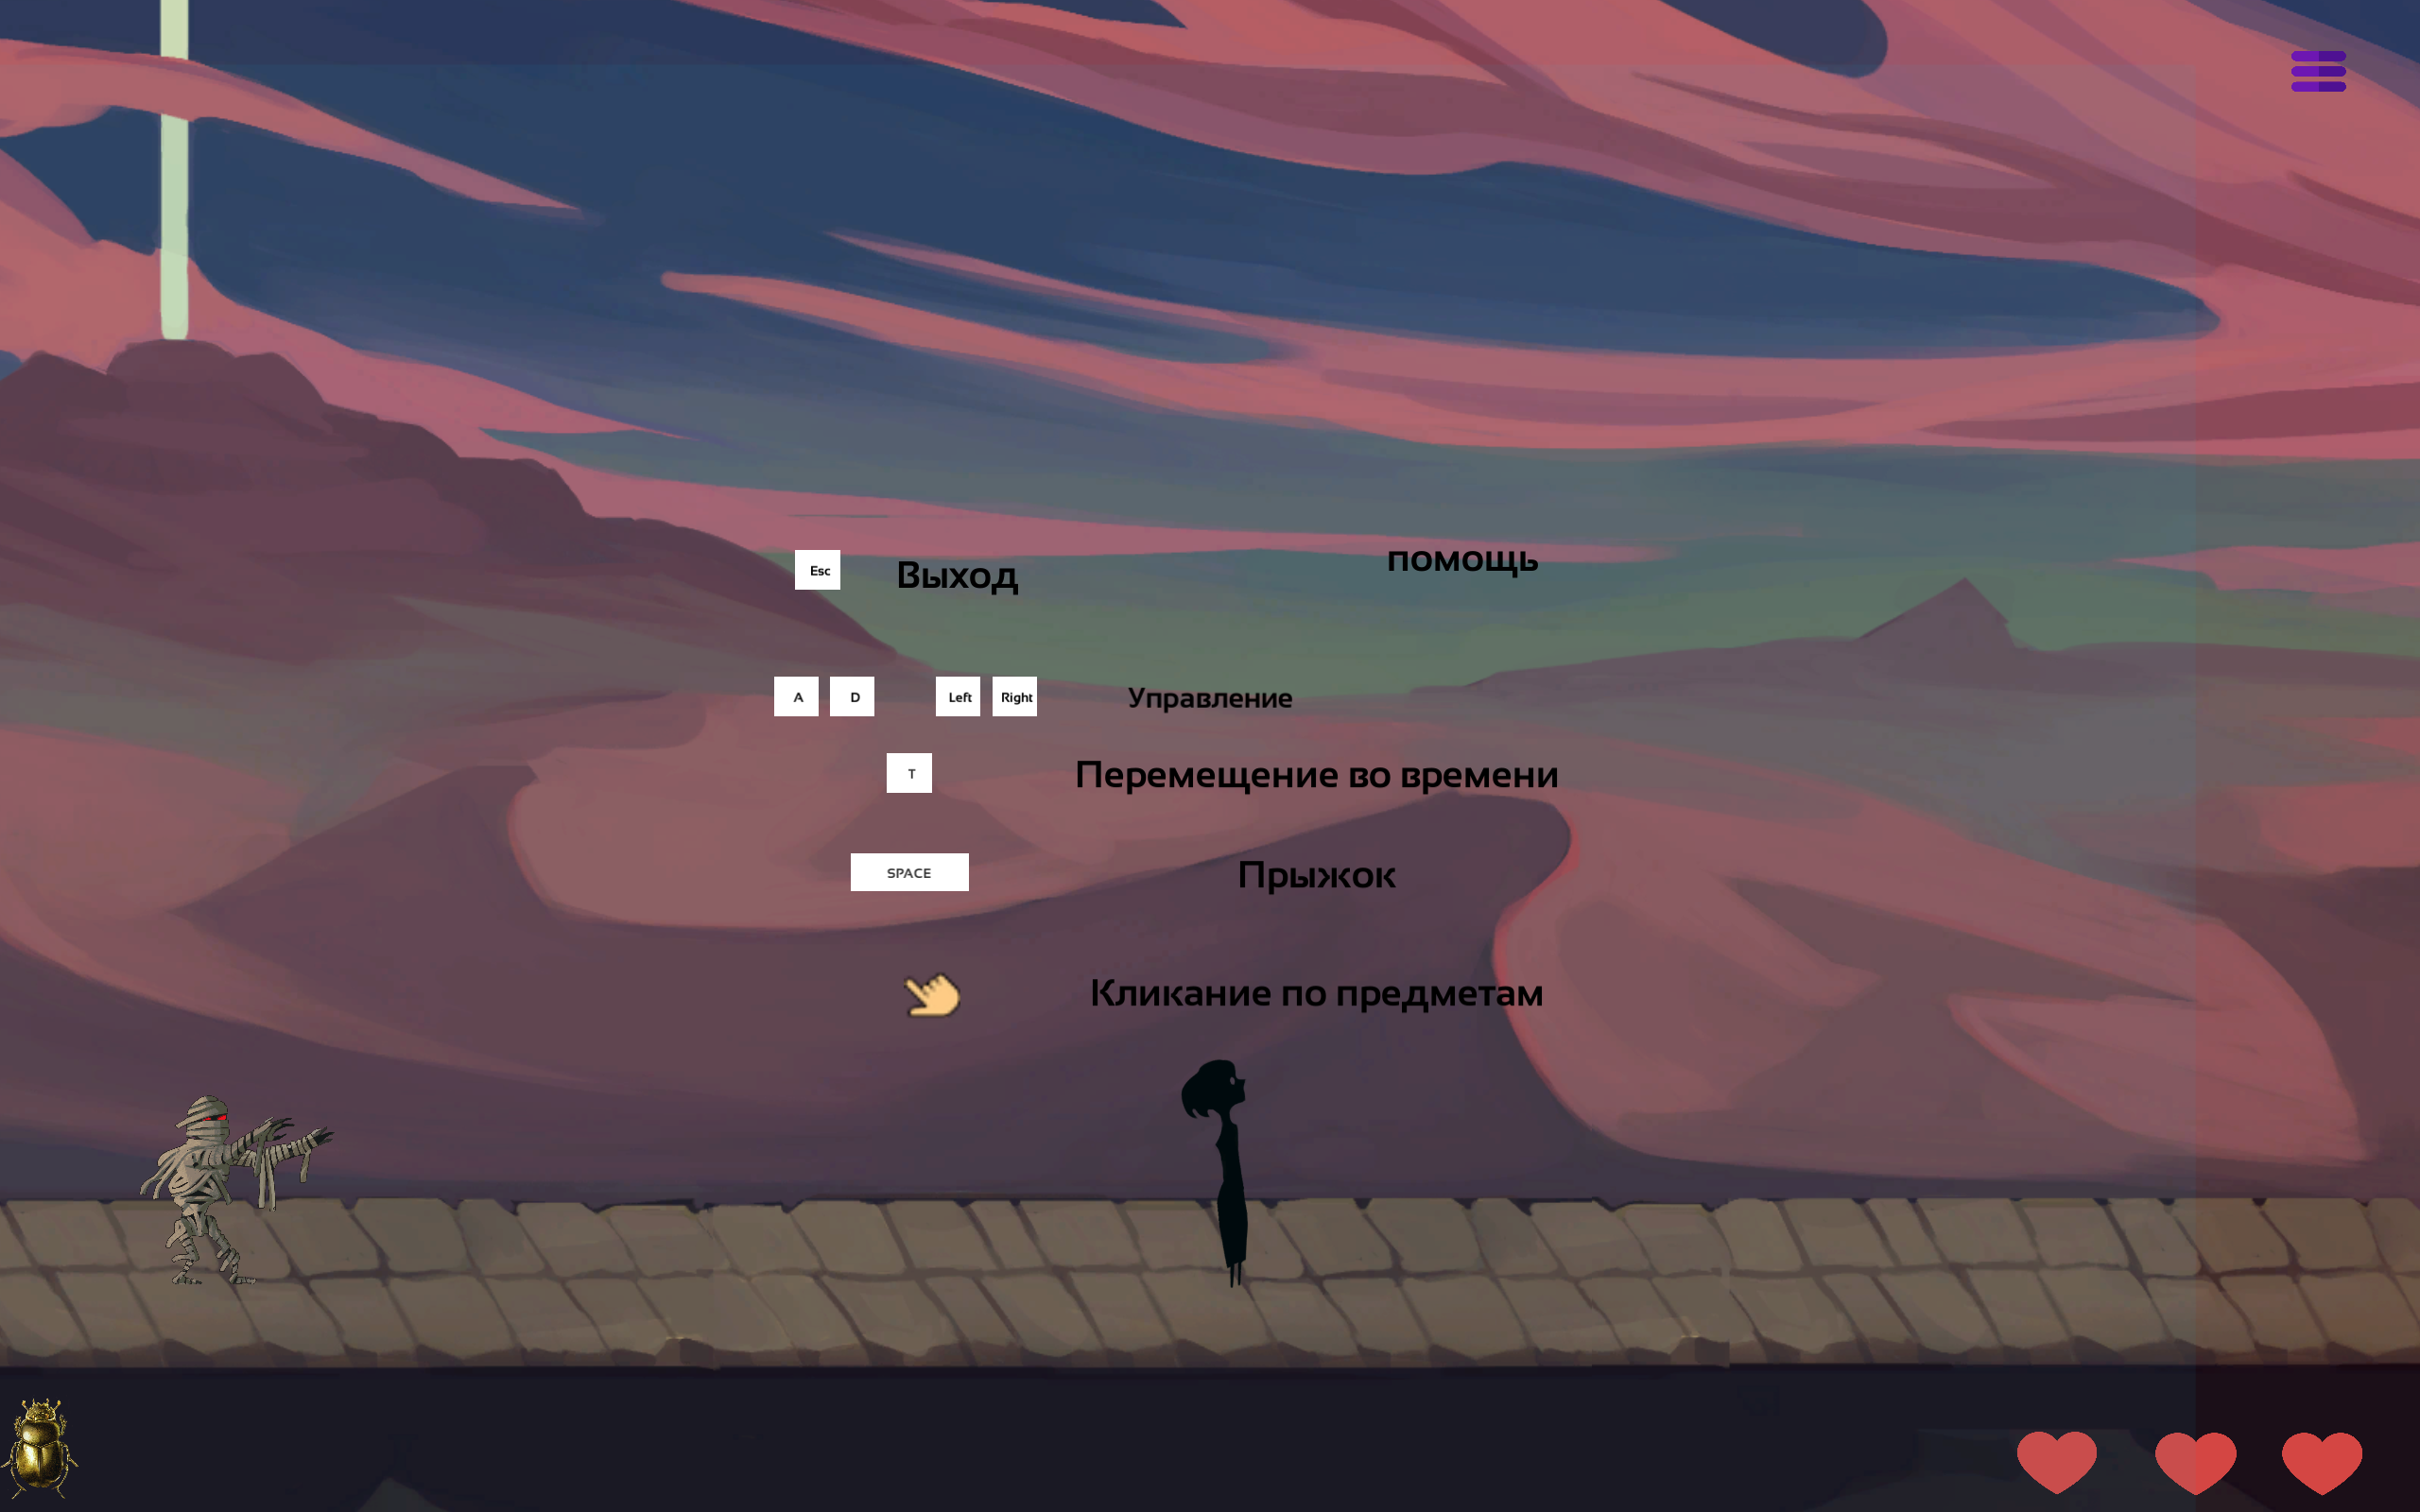 Esc Выход помощь
A D Left Right Управление
T Перемещение во времени
SPACE Прыжок
Кликание по предметам